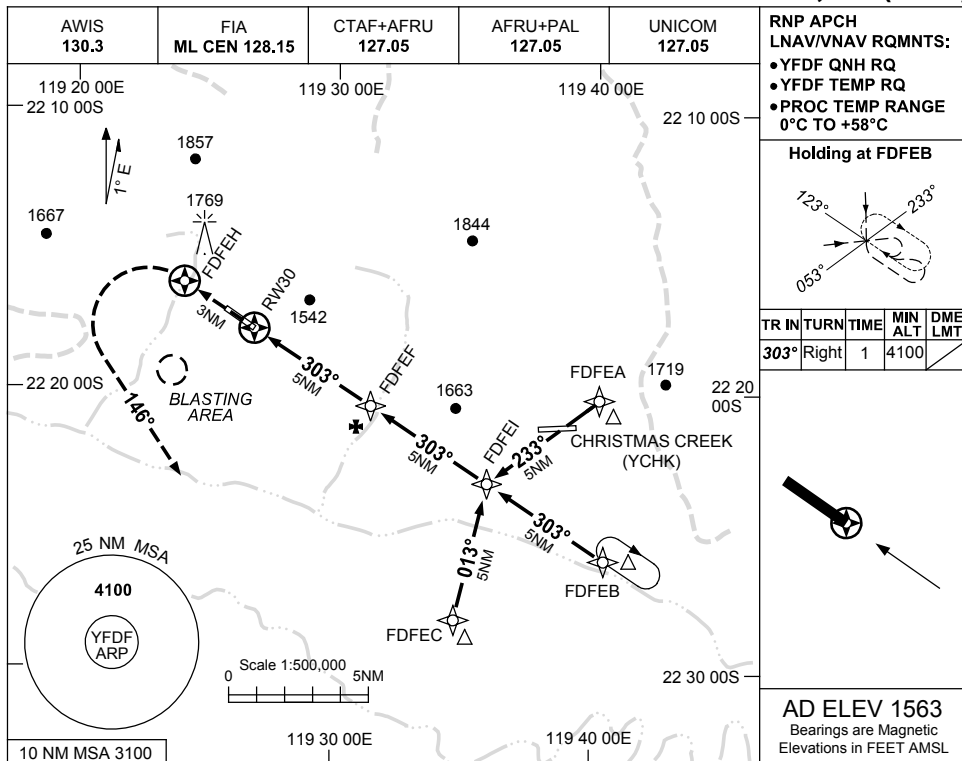 AWIS
130.3
FIA
ML CEN 128.15
CTAF+AFRU
127.05
AFRU+PAL
127.05
UNICOM
127.05
RNP APCH
LNAV/VNAV RQMNTS:
• YFDF QNH RQ
• YFDF TEMP RQ
• PROC TEMP RANGE
0°C TO +58°C
119 20 00E
119 30 00E
119 40 00E
22 10 00S
22 10 00S
1° E
1857
1769
1667
1844
FDFEH
RW30
3NM
1542
Holding at FDFEB
123°
233°
053°
TR IN
TURN
TIME
MIN ALT
DME LMT
303°
Right
1
4100
303°
5NM
FDFEF
22 20 00S
BLASTING
AREA
146°
1663
FDFEA
1719
22 20
00S
FDFEI
303°
5NM
233°
5NM
CHRISTMAS CREEK
(YCHK)
013°
5NM
303°
5NM
FDFEB
FDFEC
25 NM MSA
4100
YFDF
ARP
Scale 1:500,000
0
5NM
22 30 00S
119 30 00E
119 40 00E
10 NM MSA 3100
AD ELEV 1563
Bearings are Magnetic
Elevations in FEET AMSL